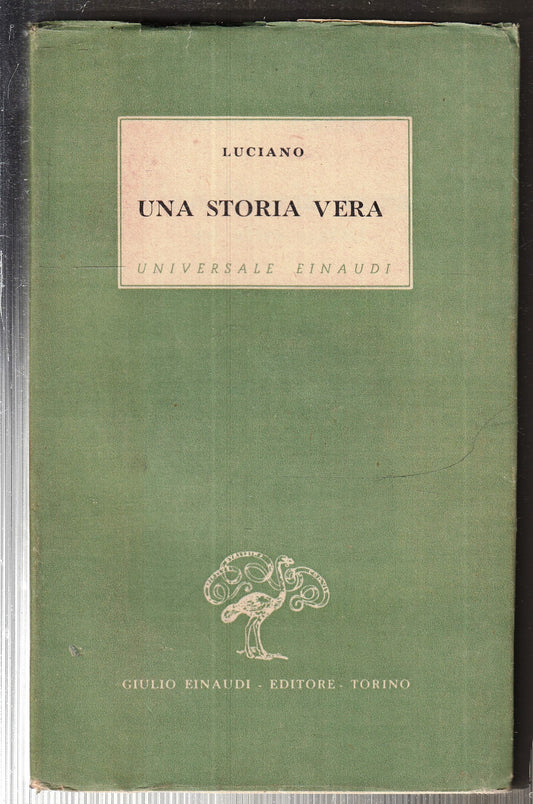 LUCIANO
UNA STORIA VERA
UNIVERSALE EINAUDI
GIULIO EINAUDI - EDITORE - TORINO